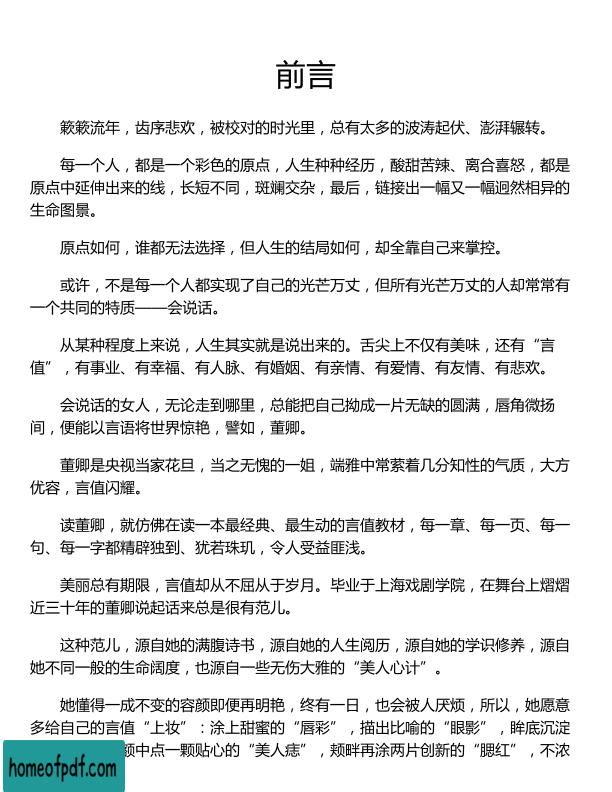 前言
簌簌流年，齿序悲欢，被校对的时光里，总有太多的波涛起伏、澎湃辗转。
每一个人，都是一个彩色的原点，人生种种经历，酸甜苦辣、离合喜怒，都是
原点中延伸出来的线，长短不同，斑斓交杂，最后，链接出一幅又一幅迥然相异的
生命图景。
原点如何，谁都无法选择，但人生的结局如何，却全靠自己来掌控。
或许，不是每一个人都实现了自己的光芒万丈，但所有光芒万丈的人却常常有
一个共同的特质——会说话。
从某种程度上来说，人生其实就是说出来的。舌尖上不仅有美味，还有“言
值”，有事业、有幸福、有人脉、有婚姻、有亲情、有爱情、有友情、有悲欢。
会说话的女人，无论走到哪里，总能把自己拗成一片无缺的圆满，唇角微扬
间，便能以言语将世界惊艳，譬如，董卿。
董卿是央视当家花旦，当之无愧的一姐，端雅中常萦着几分知性的气质，大方
优容，言值闪耀。
读董卿，就仿佛在读一本最经典、最生动的言值教材，每一章、每一页、每一
句、每一字都精辟独到、犹若珠玑，令人受益匪浅。
美丽总有期限，言值却从不屈从于岁月。毕业于上海戏剧学院，在舞台上熠熠
近三十年的董卿说起话来总是很有范儿。
这种范儿，源自她的满腹诗书，源自她的人生阅历，源自她的学识修养，源自
她不同一般的生命阔度，也源自一些无伤大雅的“美人心计”。
她懂得一成不变的容颜即便再明艳，终有一日，也会被人厌烦，所以，她愿意
多给自己的言值“上妆”：涂上甜蜜的“唇彩”，描出比喻的“眼影”，眸底沉淀
中点一颗贴心的“美人痣”，颊畔再涂两片创新的“腮红”，不浓
homeofpdf.com